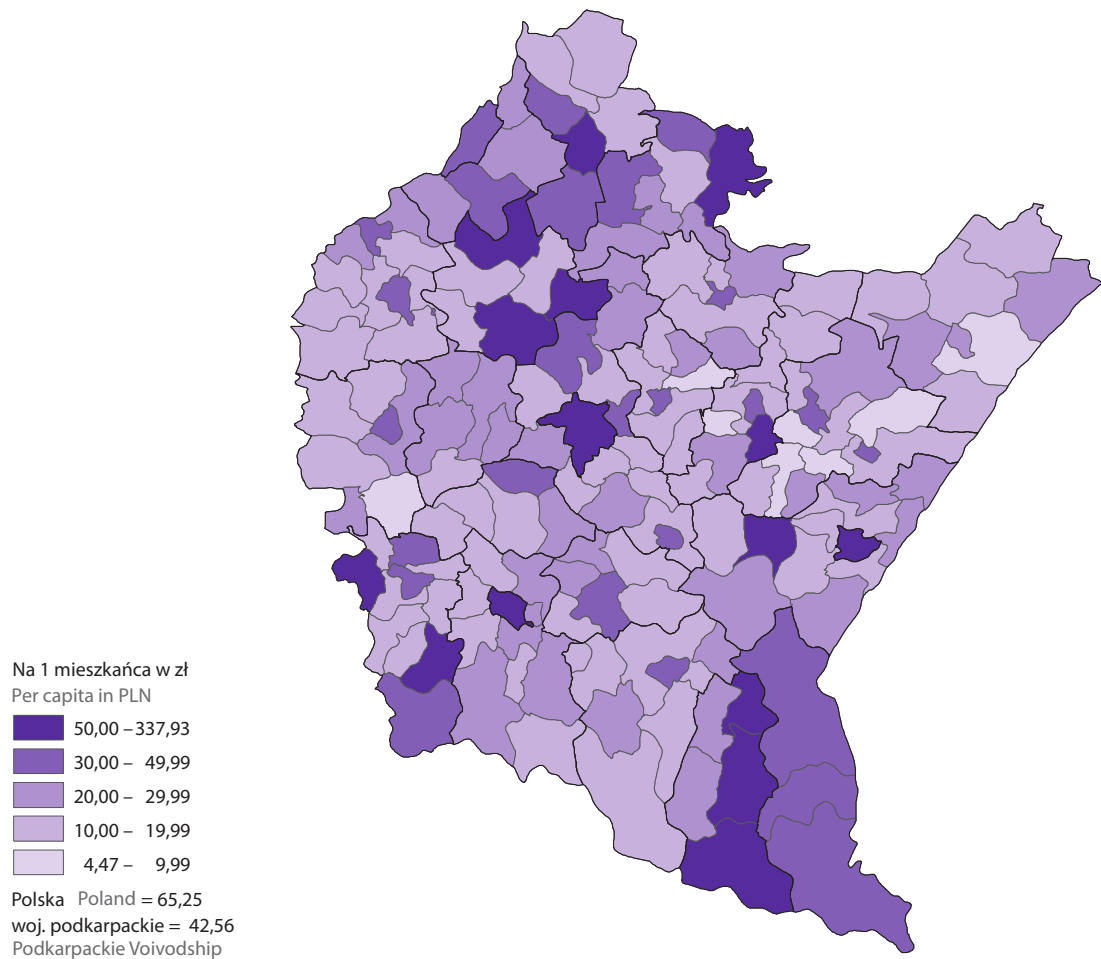 Na 1 mieszkańca w zł
Per capita in PLN
50,00 – 337,93
30,00 – 49,99
20,00 – 29,99
10,00 – 19,99
4,47 – 9,99
Polska Poland = 65,25
woj. podkarpackie = 42,56
Podkarpackie Voivodship